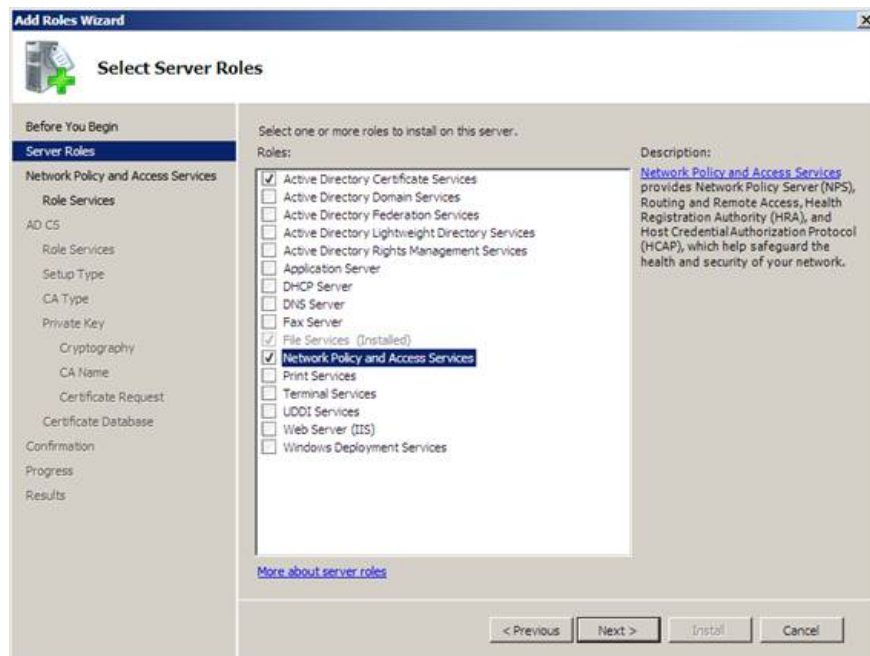 Add Roles Wizard
Select Server Roles
Before You Begin
Server Roles
Network Policy and Access Services
Role Services
AD CS
Role Services
Setup Type
CA Type
Private Key
Cryptography
CA Name
Certificate Request
Certificate Database
Confirmation
Progress
Results
Select one or more roles to install on this server.
Roles:
Active Directory Certificate Services
Active Directory Domain Services
Active Directory Federation Services
Active Directory Lightweight Directory Services
Active Directory Rights Management Services
Application Server
DHCP Server
DNS Server
Fax Server
File Services (Installed)
Network Policy and Access Services
Print Services
Terminal Services
UDDI Services
Web Server (IIS)
Windows Deployment Services
More about server roles
Description:
Network Policy and Access Services
provides Network Policy Server (NPS),
Routing and Remote Access, Health
Registration Authority (HRA), and
Host Credential Authorization Protocol
(HCAP), which help safeguard the
health and security of your network.
< Previous
Next >
Install
Cancel